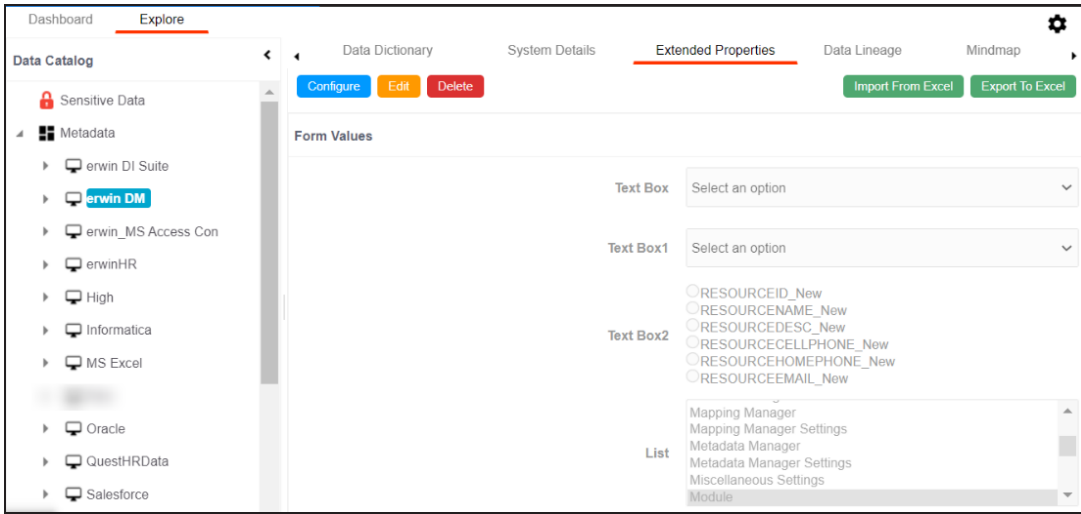 Dashboard Explore
Data Catalog
Sensitive Data
Metadata
erwin DI Suite
erwin DM
erwin_MS Access Con
erwinHR
High
Informatica
MS Excel
Oracle
QuestHRData
Salesforce
Data Dictionary System Details Extended Properties Data Lineage Mindmap
Configure Edit Delete Import From Excel Export To Excel
Form Values
Text Box Select an option
Text Box1 Select an option
Text Box2
RESOURCEID_New
RESOURCENAME_New
RESOURCEDESC_New
RESOURCECELLPHONE_New
RESOURCEHOMEPHONE_New
RESOURCEEMAIL_New
List
Mapping Manager
Mapping Manager Settings
Metadata Manager
Metadata Manager Settings
Miscellaneous Settings
Module